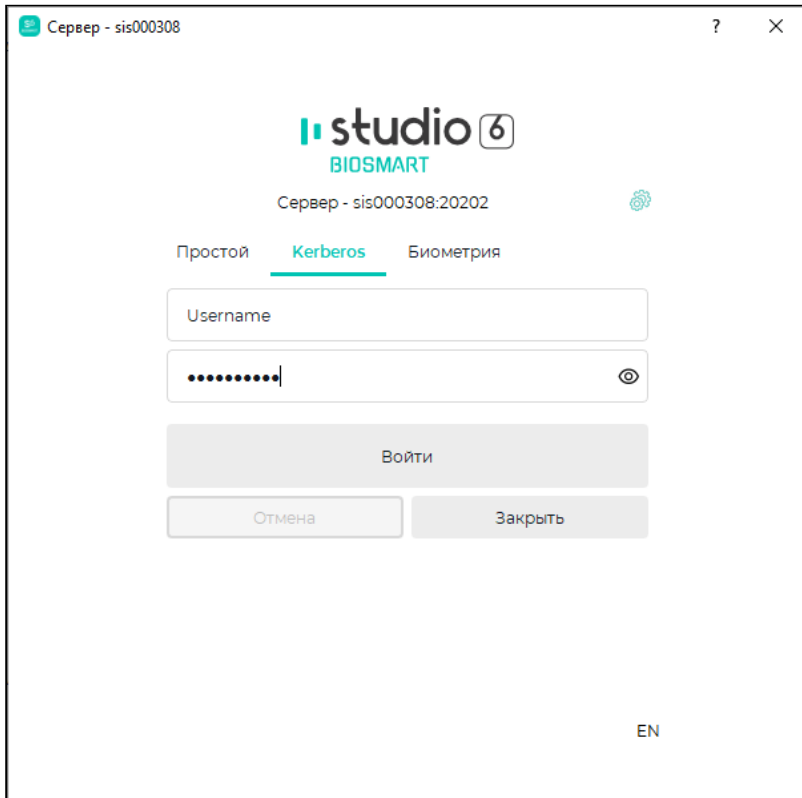 Сервер - sis000308
?
studio 6
BIOSMART
Сервер - sis000308:20202
Простой Kerberos Биометрия
Username
••••••••••
Войти
Отмена Закрыть
EN